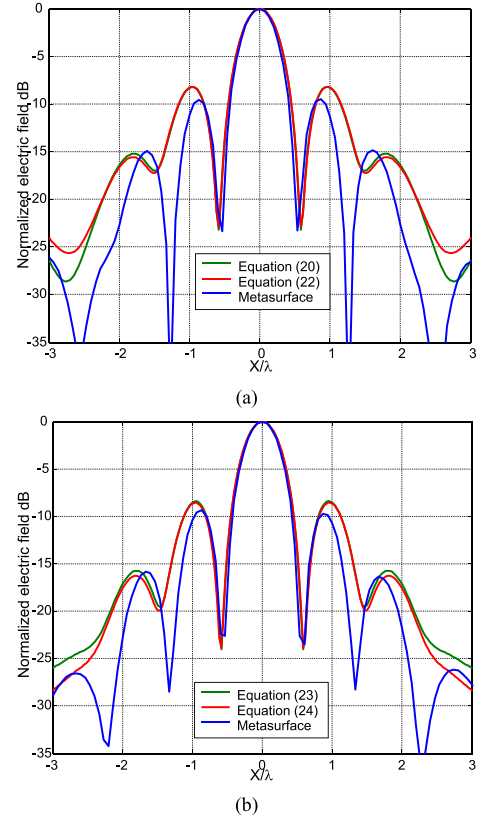 0
-5
-10
-15
-20
-25
-30
-35
Normalized electric field, dB
Equation (20)
Equation (22)
Metasurface
-3 -2 -1 0 1 2 3
X/λ
(a)
0
-5
-10
-15
-20
-25
-30
-35
Normalized electric field dB
Equation (23)
Equation (24)
Metasurface
-3 -2 -1 0 1 2 3
X/λ
(b)